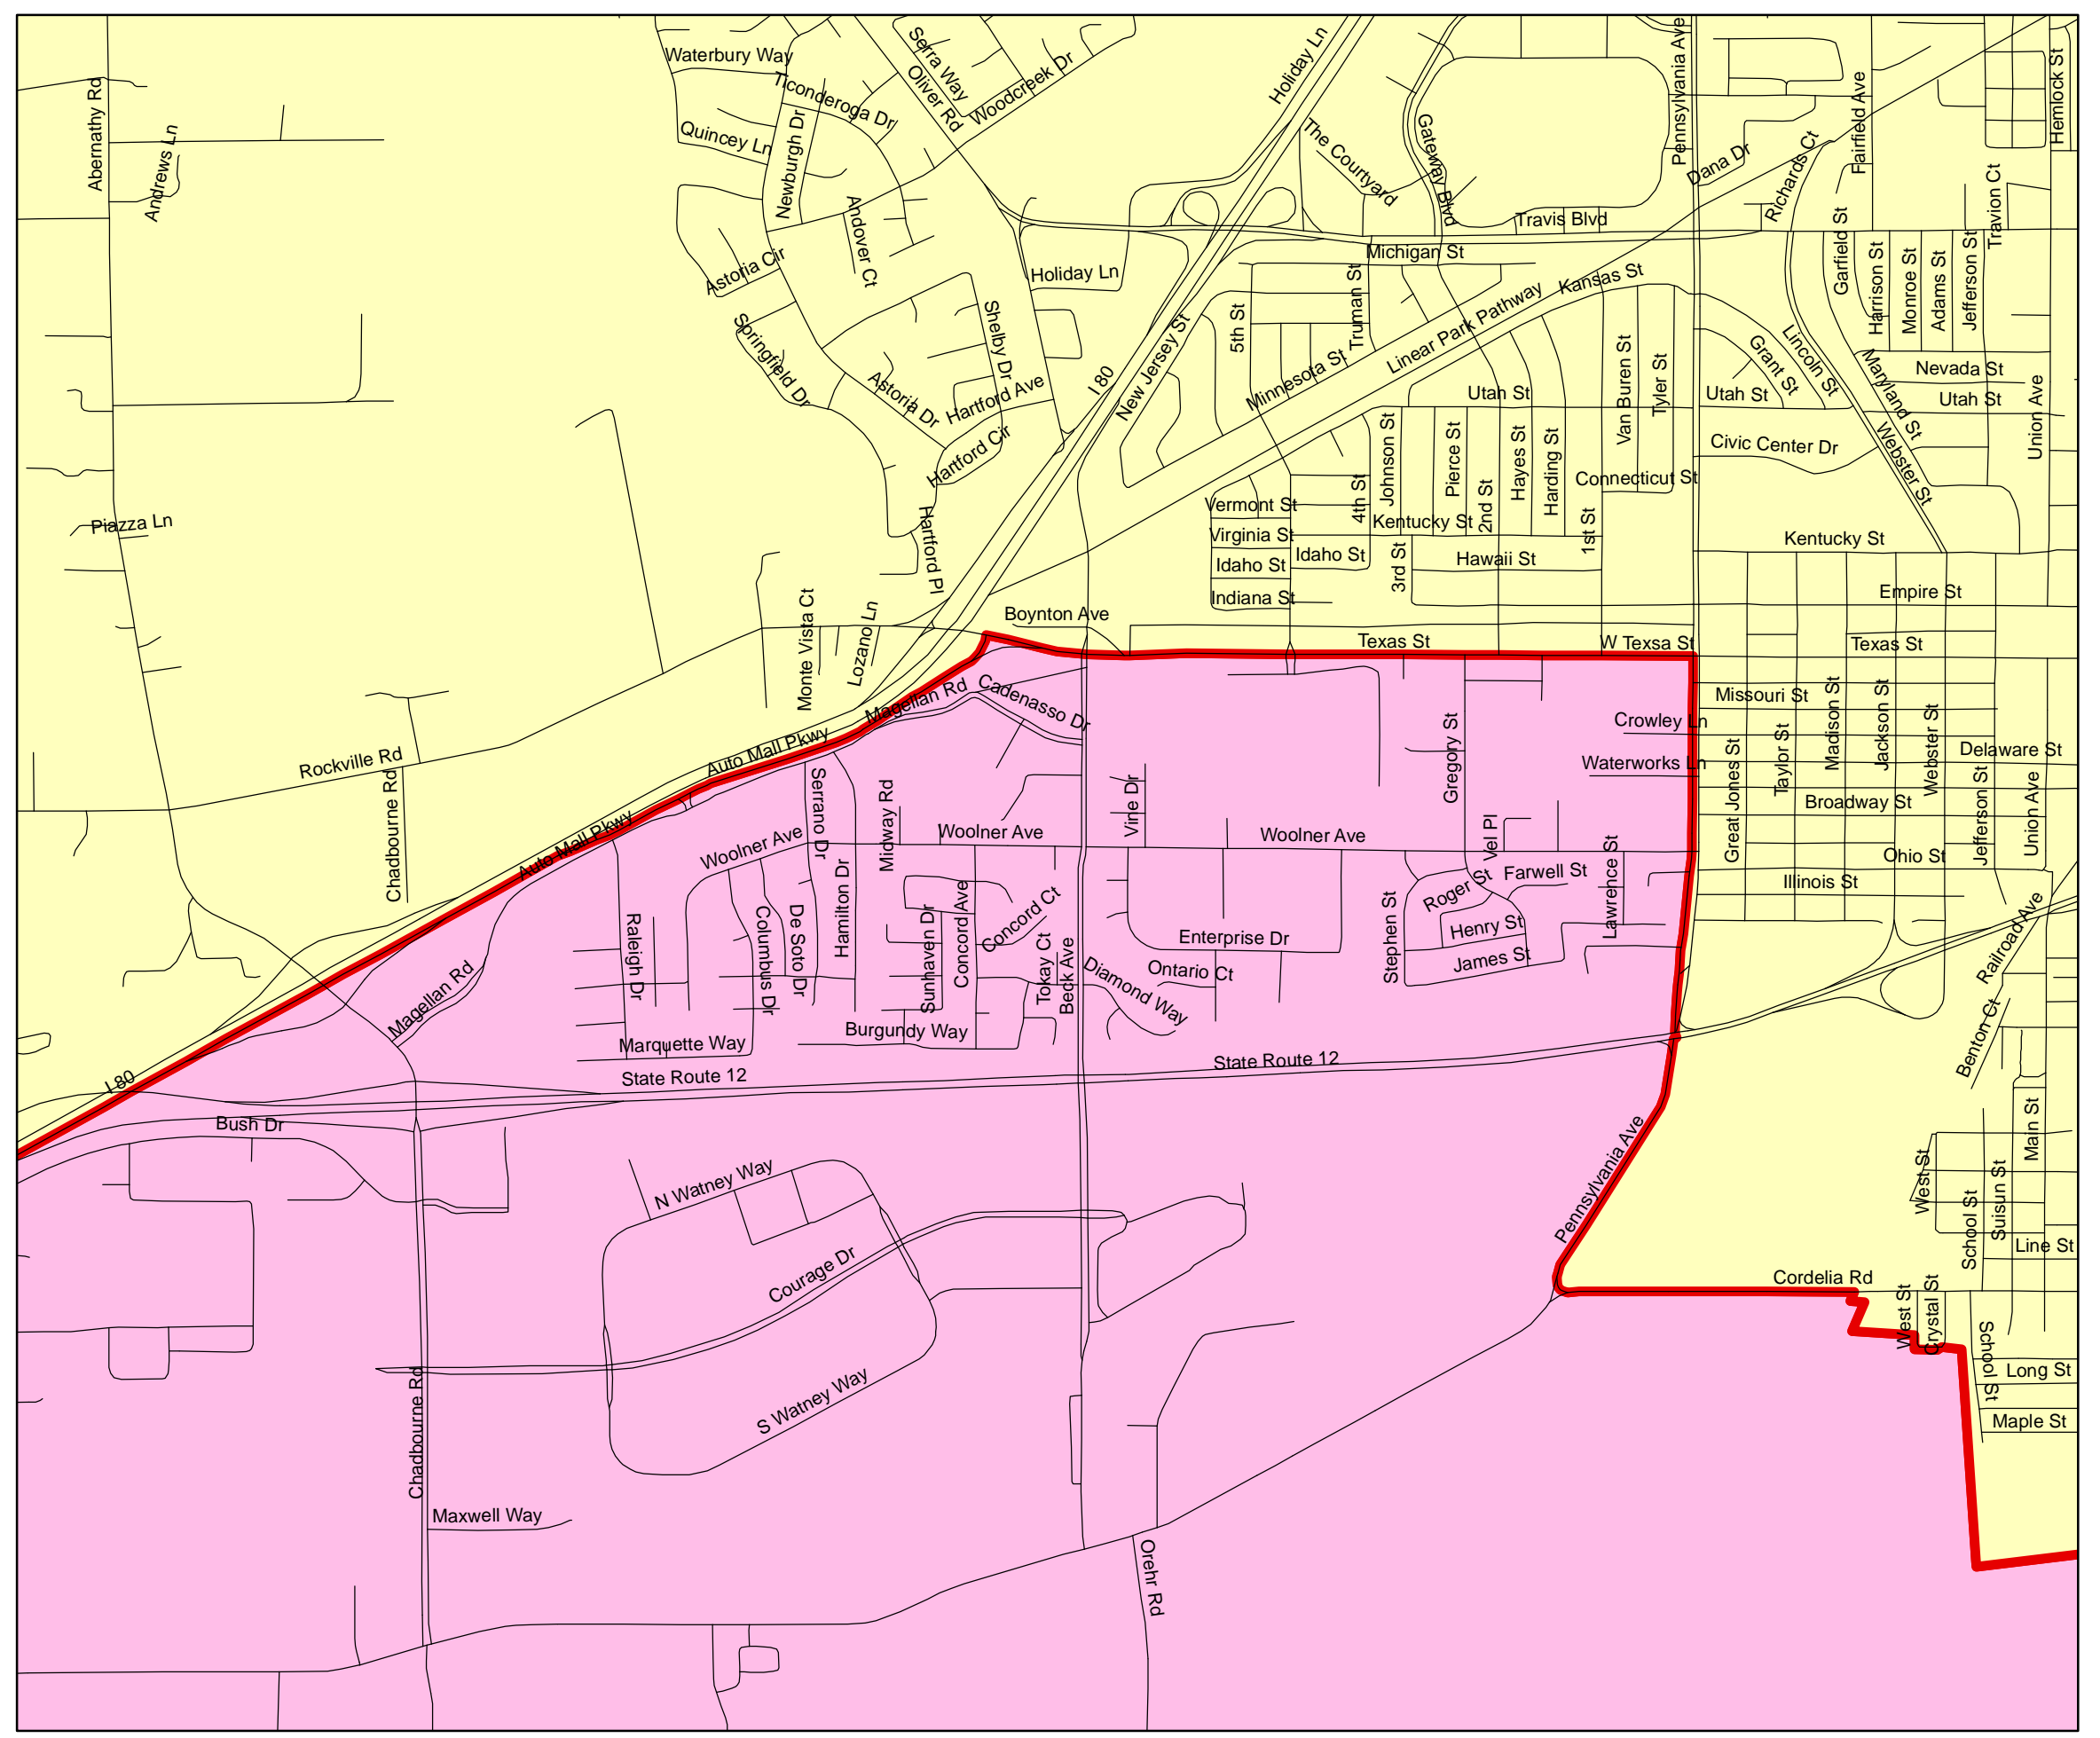 Waterbury Way
Ticonderoga Dr
Serra Way
Oliver Rd
Woodcreek Dr
Holiday Ln
Pennsylvania Ave
Fairfield Ave
Hemlock St
Abernathy Rd
Andrews Ln
Quincey Ln
Newburgh Dr
Andover Ct
The Courtyard
Gateway Blvd
Dana Dr
Richards Ct
Travis Blvd
Garfield St
Travion Ct
Astoria Cir
Holiday Ln
Michigan St
Truman St
Kansas St
Harrison St
Monroe St
Adams St
Jefferson St
Springfield Dr
Shelby Dr
5th St
Linear Park Pathway
New Jersey St
Minnesota St
I 80
Astoria Dr
Hartford Ave
Hartford Cir
Utah St
Van Buren St
Tyler St
Grant St
Lincoln St
Utah St
Maryland St
Nevada St
Utah St
Union Ave
Civic Center Dr
Webster St
Johnson St
Pierce St
Hayes St
Harding St
Connecticut St
4th St
2nd St
1st St
Piazza Ln
Hartford Pl
Vermont St
Virginia St
Kentucky St
Idaho St
Idaho St
3rd St
Hawaii St
Kentucky St
Indiana St
Empire St
Monte Vista Ct
Lozano Ln
Boynton Ave
Texas St
W Texsa St
Texas St
Magellan Rd
Cadenasso Dr
Missouri St
Crowley Ln
Gregory St
Madison St
Jackson St
Webster St
Auto Mall Pkwy
Rockville Rd
Chadbourne Rd
Waterworks Ln
Taylor St
Delaware St
Great Jones St
Broadway St
Jefferson St
Union Ave
Auto Mall Pkwy
Woolner Ave
Serrano Dr
Midway Rd
Woolner Ave
Vine Dr
Woolner Ave
Vel Pl
Lawrence St
Ohio St
Illinois St
Hamilton Dr
Roger St
Farwell St
Henry St
James St
Stephen St
Raleigh Dr
Columbus Dr
De Soto Dr
Sunhaven Dr
Concord Ave
Concord Ct
Tokay Ct
Beck Ave
Diamond Way
Enterprise Dr
Ontario Ct
Railroad Ave
Magellan Rd
Marquette Way
Burgundy Way
State Route 12
State Route 12
Benton Ct
I 80
Bush Dr
Main St
Pennsylvania Ave
West St
School St
Suisun St
N Watney Way
Courage Dr
Line St
Cordelia Rd
West St
Crystal St
School St
Long St
Maple St
Chadbourne Rd
S Watney Way
Maxwell Way
Orehr Rd